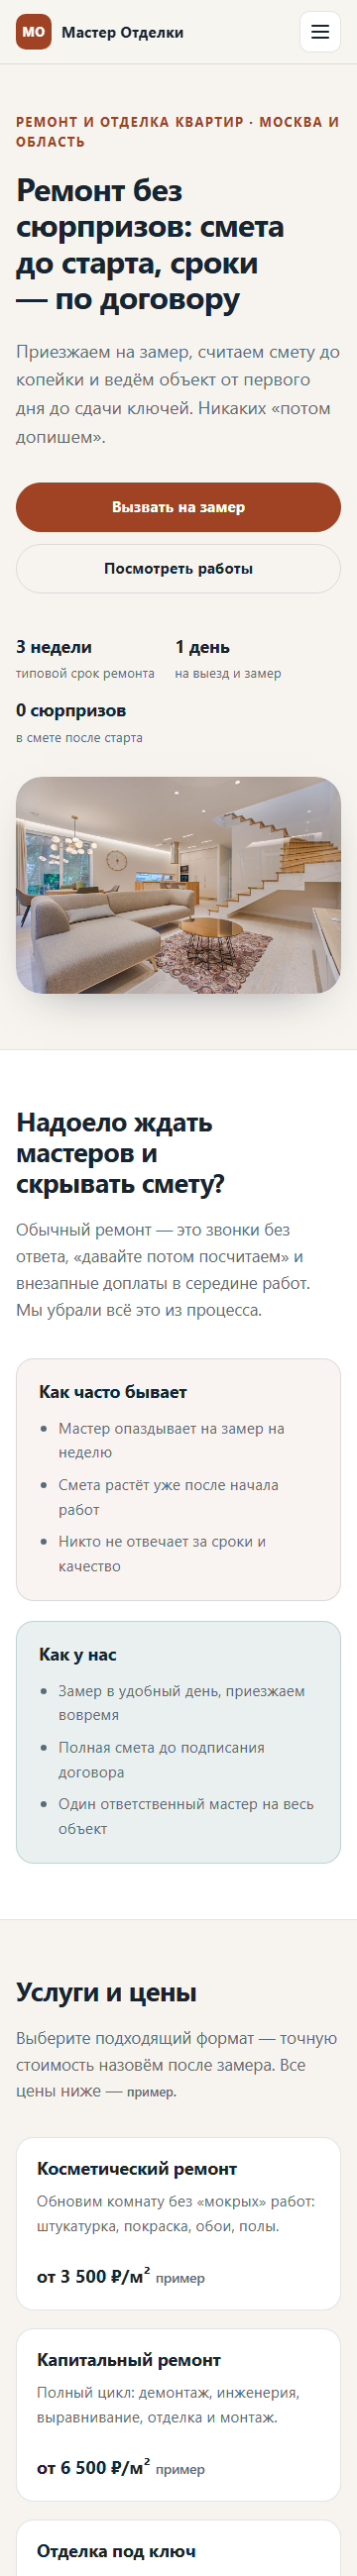 МО Мастер Отделки
РЕМОНТ И ОТДЕЛКА КВАРТИР · МОСКВА И
ОБЛАСТЬ
Ремонт без
сюрпризов: смета
до старта, сроки
— по договору
Приезжаем на замер, считаем смету до
копейки и ведём объект от первого
дня до сдачи ключей. Никаких «потом
допишем».
Вызвать на замер
Посмотреть работы
3 недели
типовой срок ремонта
1 день
на выезд и замер
0 сюрпризов
в смете после старта
Надоело ждать
мастеров и
скрывать смету?
Обычный ремонт — это звонки без
ответа, «давайте потом посчитаем» и
внезапные доплаты в середине работ.
Мы убрали всё это из процесса.
Как часто бывает
Мастер опаздывает на замер на
неделю
Смета растёт уже после начала
работ
Никто не отвечает за сроки и
качество
Как у нас
Замер в удобный день, приезжаем
вовремя
Полная смета до подписания
договора
Один ответственный мастер на весь
объект
Услуги и цены
Выберите подходящий формат — точную
стоимость назовём после замера. Все
цены ниже — пример.
Косметический ремонт
Обновим комнату без «мокрых» работ:
штукатурка, покраска, обои, полы.
от 3 500 ₽/м² пример
Капитальный ремонт
Полный цикл: демонтаж, инженерия,
выравнивание, отделка и монтаж.
от 6 500 ₽/м² пример
Отделка под ключ